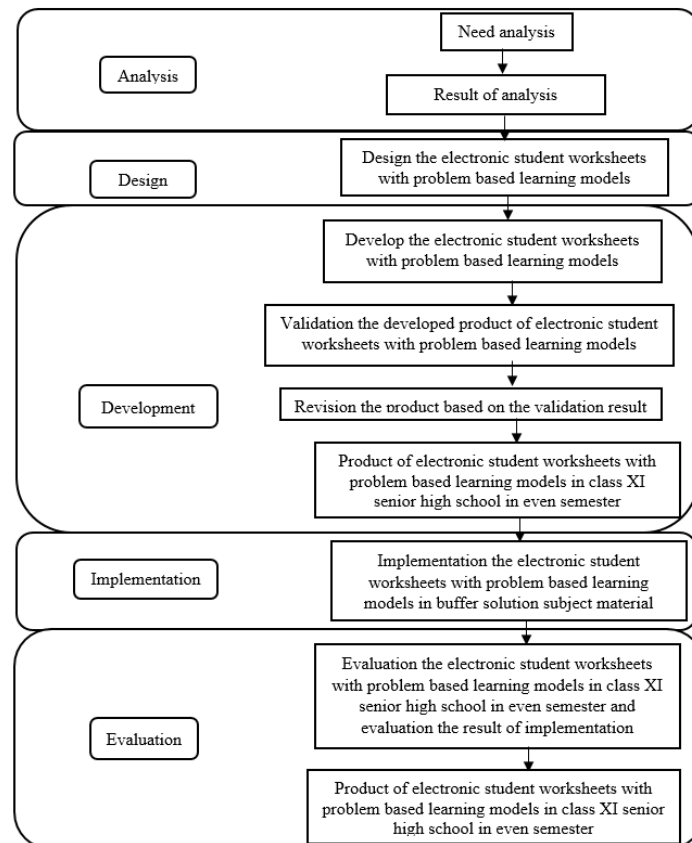 Need analysis
Analysis
Result of analysis
Design the electronic student worksheets
with problem based learning models
Design
Develop the electronic student worksheets
with problem based learning models
Validation the developed product of electronic student
worksheets with problem based learning models
Development
Revision the product based on the validation result
Product of electronic student worksheets with
problem based learning models in class XI
senior high school in even semester
Implementation
Implementation the electronic student
worksheets with problem based learning
models in buffer solution subject material
Evaluation the electronic student worksheets
with problem based learning models in class XI
senior high school in even semester and
evaluation the result of implementation
Evaluation
Product of electronic student worksheets with
problem based learning models in class XI senior
high school in even semester